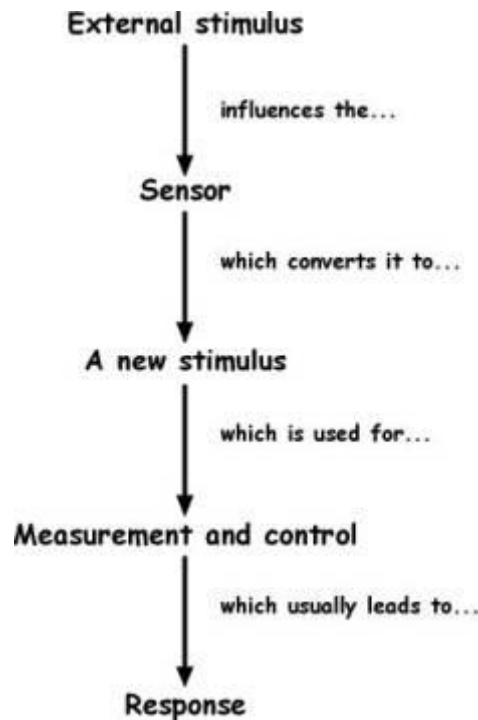 External stimulus
influences the...
Sensor
which converts it to...
A new stimulus
which is used for...
Measurement and control
which usually leads to...
Response